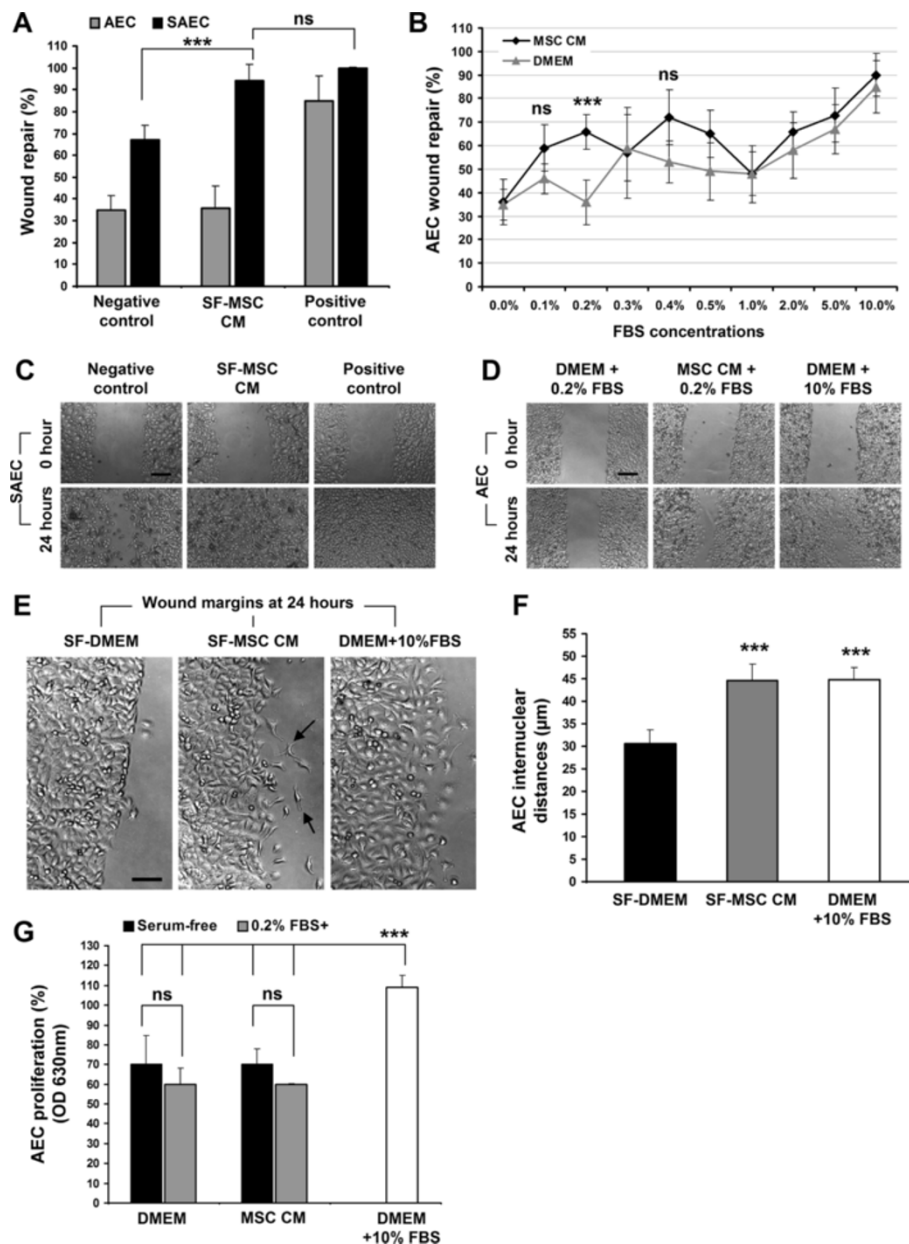 A
AEC SAEC
ns
***
Wound repair (%)
110
100
90
80
70
60
50
40
30
20
10
0
Negative
control
SF-MSC
CM
Positive
control
B
MSC CM
DMEM
AEC wound repair (%)
110
100
90
80
70
60
50
40
30
20
10
0
ns
***
ns
0.0% 0.1% 0.2% 0.3% 0.4% 0.5% 1.0% 2.0% 5.0% 10.0%
FBS concentrations
C
Negative
control
SF-MSC
CM
Positive
control
SAEC
0 hour
24 hours
D
DMEM +
0.2% FBS
MSC CM +
0.2% FBS
DMEM +
10% FBS
AEC
0 hour
24 hours
E
Wound margins at 24 hours
SF-DMEM SF-MSC CM DMEM+10%FBS
F
AEC internuclear
distances (µm)
55
50
45
40
35
30
25
20
15
10
5
0
***
***
SF-DMEM SF-MSC CM DMEM
+10% FBS
G
Serum-free 0.2% FBS+
***
ns
ns
AEC proliferation (%)
(OD 630nm)
130
120
110
100
90
80
70
60
50
40
30
20
10
0
DMEM MSC CM DMEM
+10% FBS